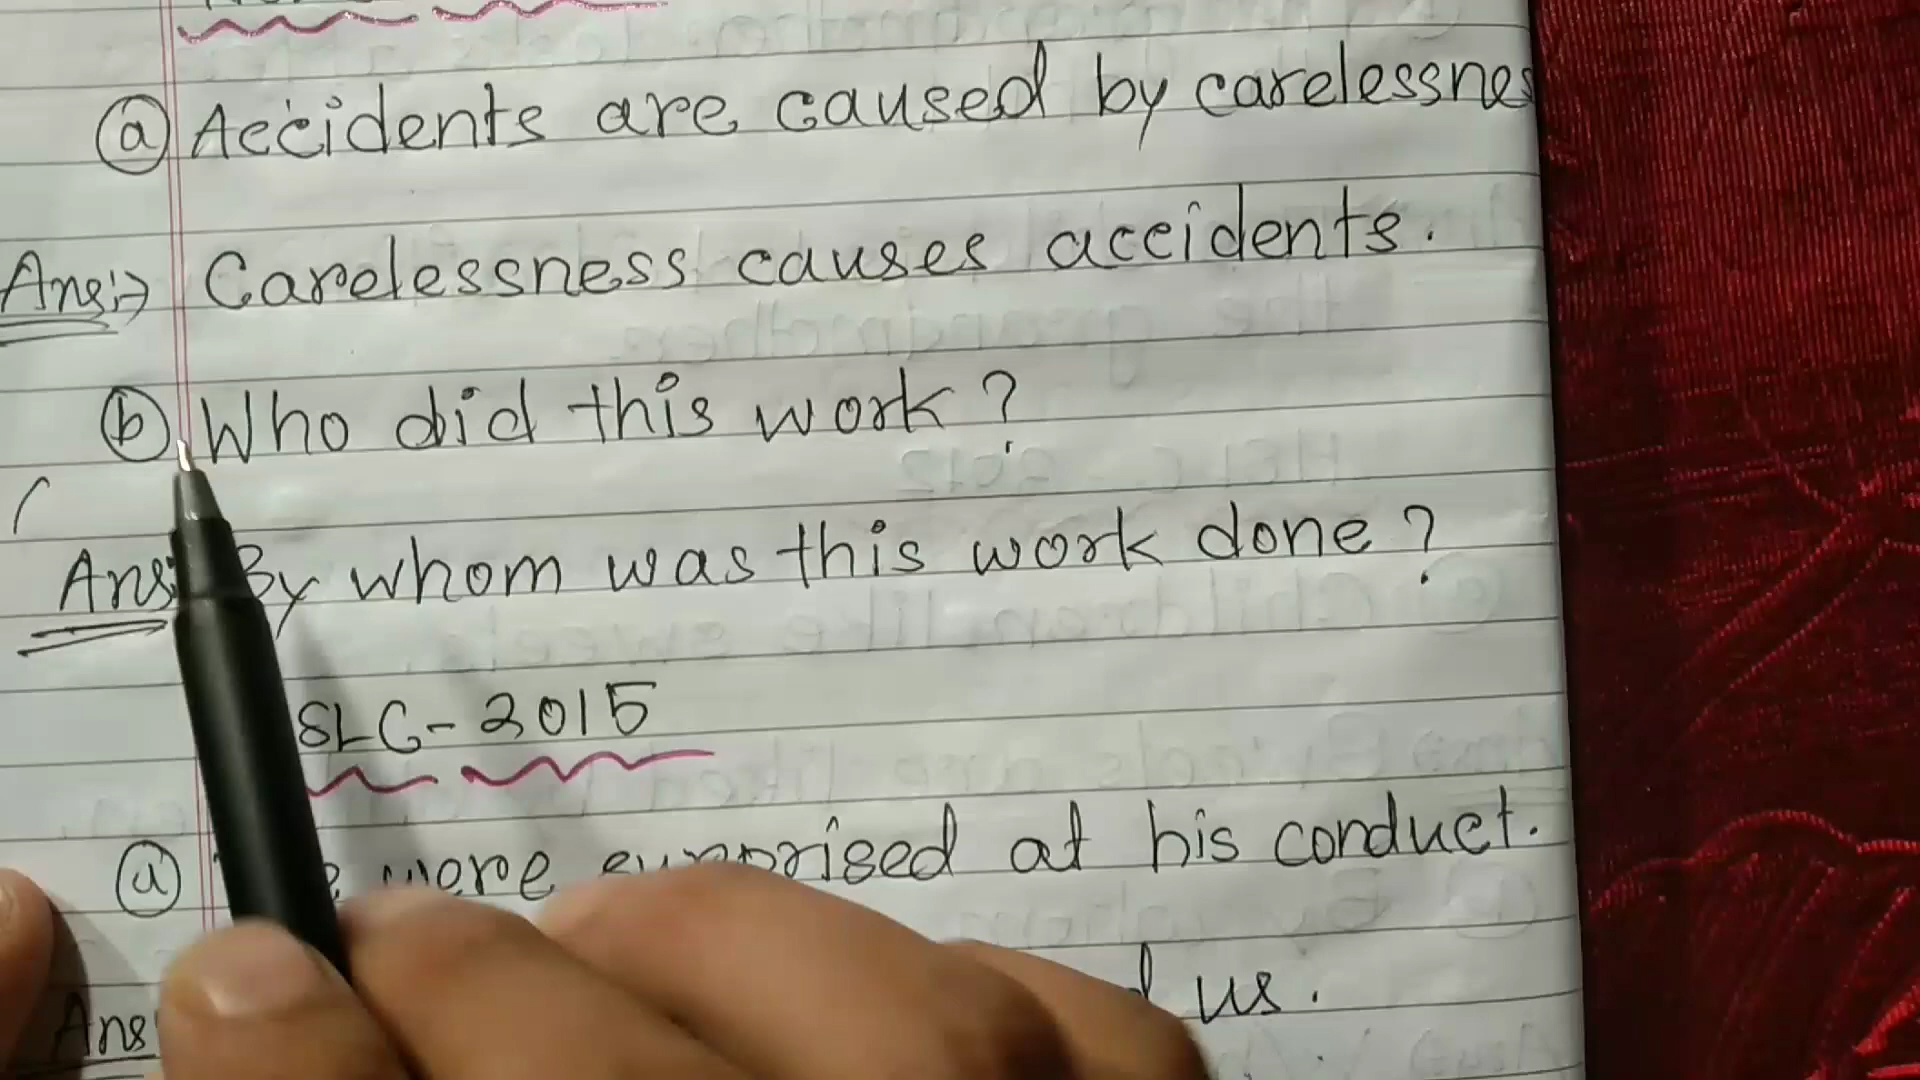 (a) Accidents are caused by carelessnes
Ans:-> Carelessness causes accidents.
(b) Who did this work?
Ans By whom was this work done?
SLC-2015
(a) were surprised at his conduct.
Ans us.